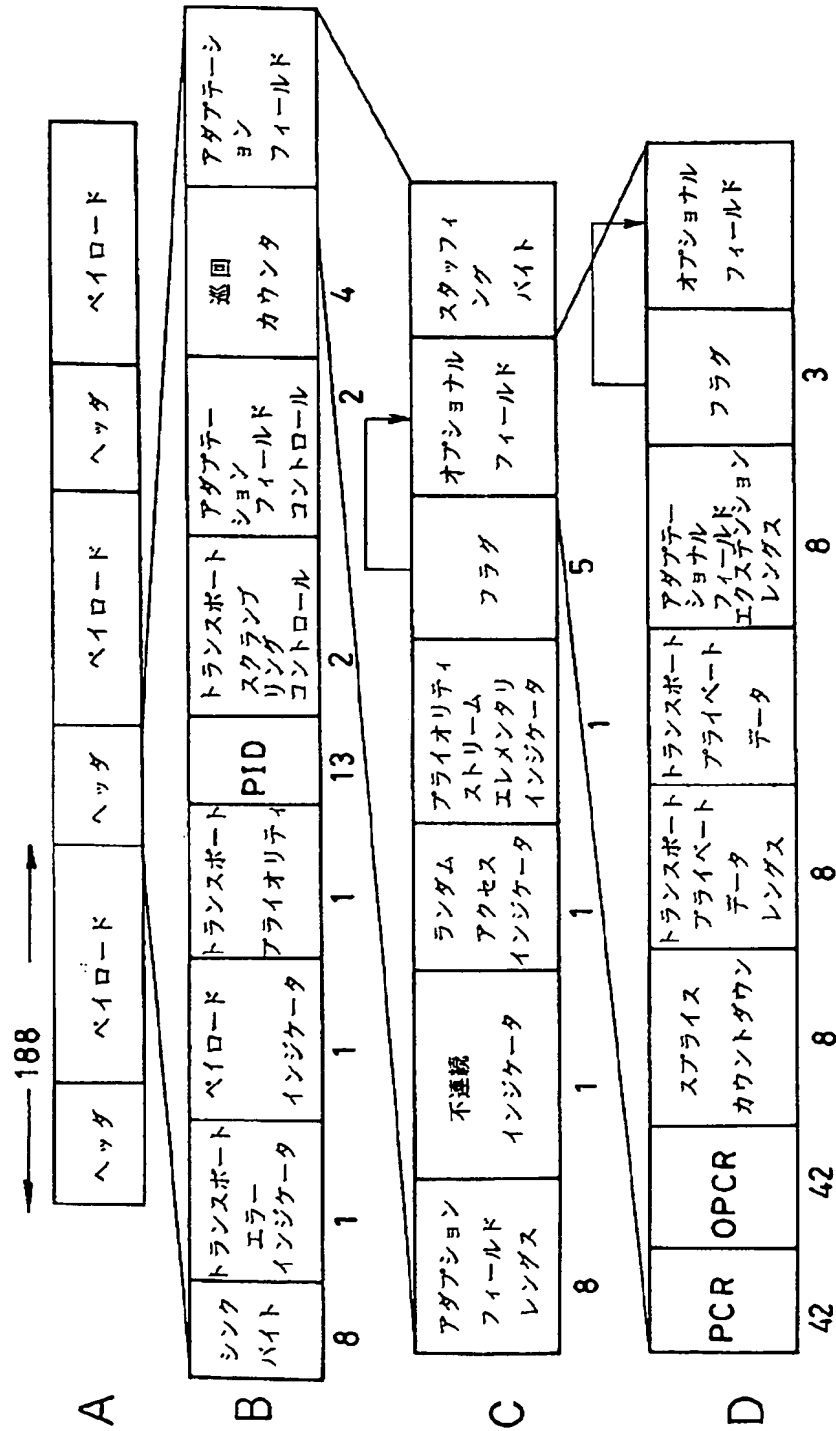 A
188
ヘッダ
ペイロード
ヘッダ
ペイロード
ヘッダ
ペイロード
B
シンク
バイト
トランスポート
エラー
インジケータ
ペイロード
インジケータ
トランスポート
プライオリティ
PID
トランスポート
スクランブ
リング
コントロール
アダプテー
ション
フィールド
コントロール
巡回
カウンタ
アダプテーシ
ョン
フィールド
8
1
1
1
13
2
2
4
C
アダプション
フィールド
レングス
不連続
インジケータ
ランダム
アクセス
インジケータ
プライオリティ
ストリーム
エレメンタリ
インジケータ
フラグ
オプショナル
フィールド
スタッフィ
ング
バイト
8
1
1
1
5
D
PCR
OPCR
スプライス
カウントダウン
トランスポート
プライベート
データ
レングス
トランスポート
プライベート
データ
アダプテー
ショナル
フィールド
エクステンション
レングス
フラグ
オプショナル
フィールド
42
42
8
8
8
3